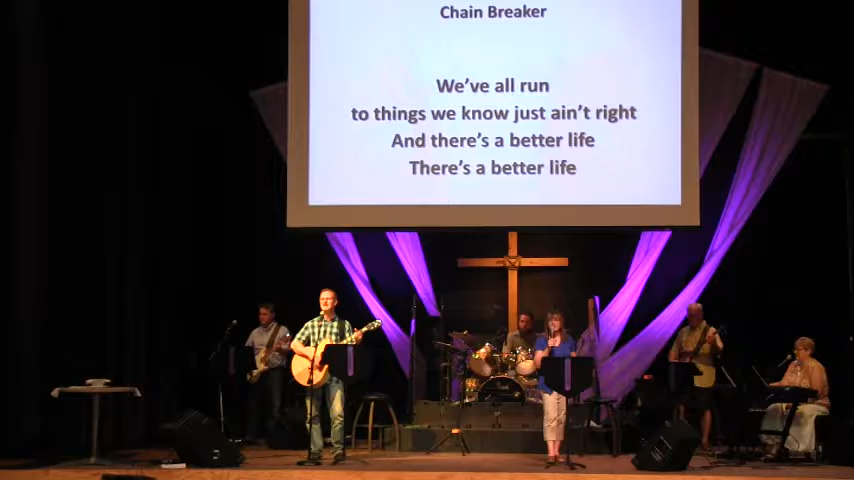 Chain Breaker
We've all run
to things we know just ain't right
And there's a better life
There's a better life